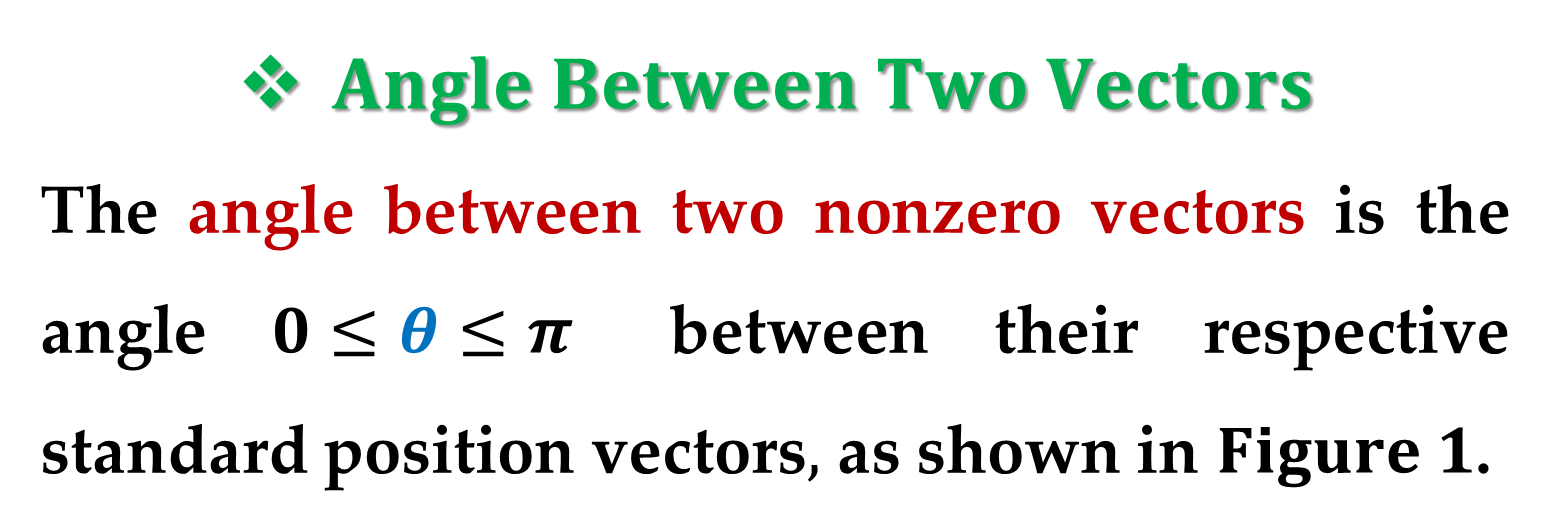 ❖ Angle Between Two Vectors
The angle between two nonzero vectors is the
angle 0 ≤ θ ≤ π between their respective
standard position vectors, as shown in Figure 1.